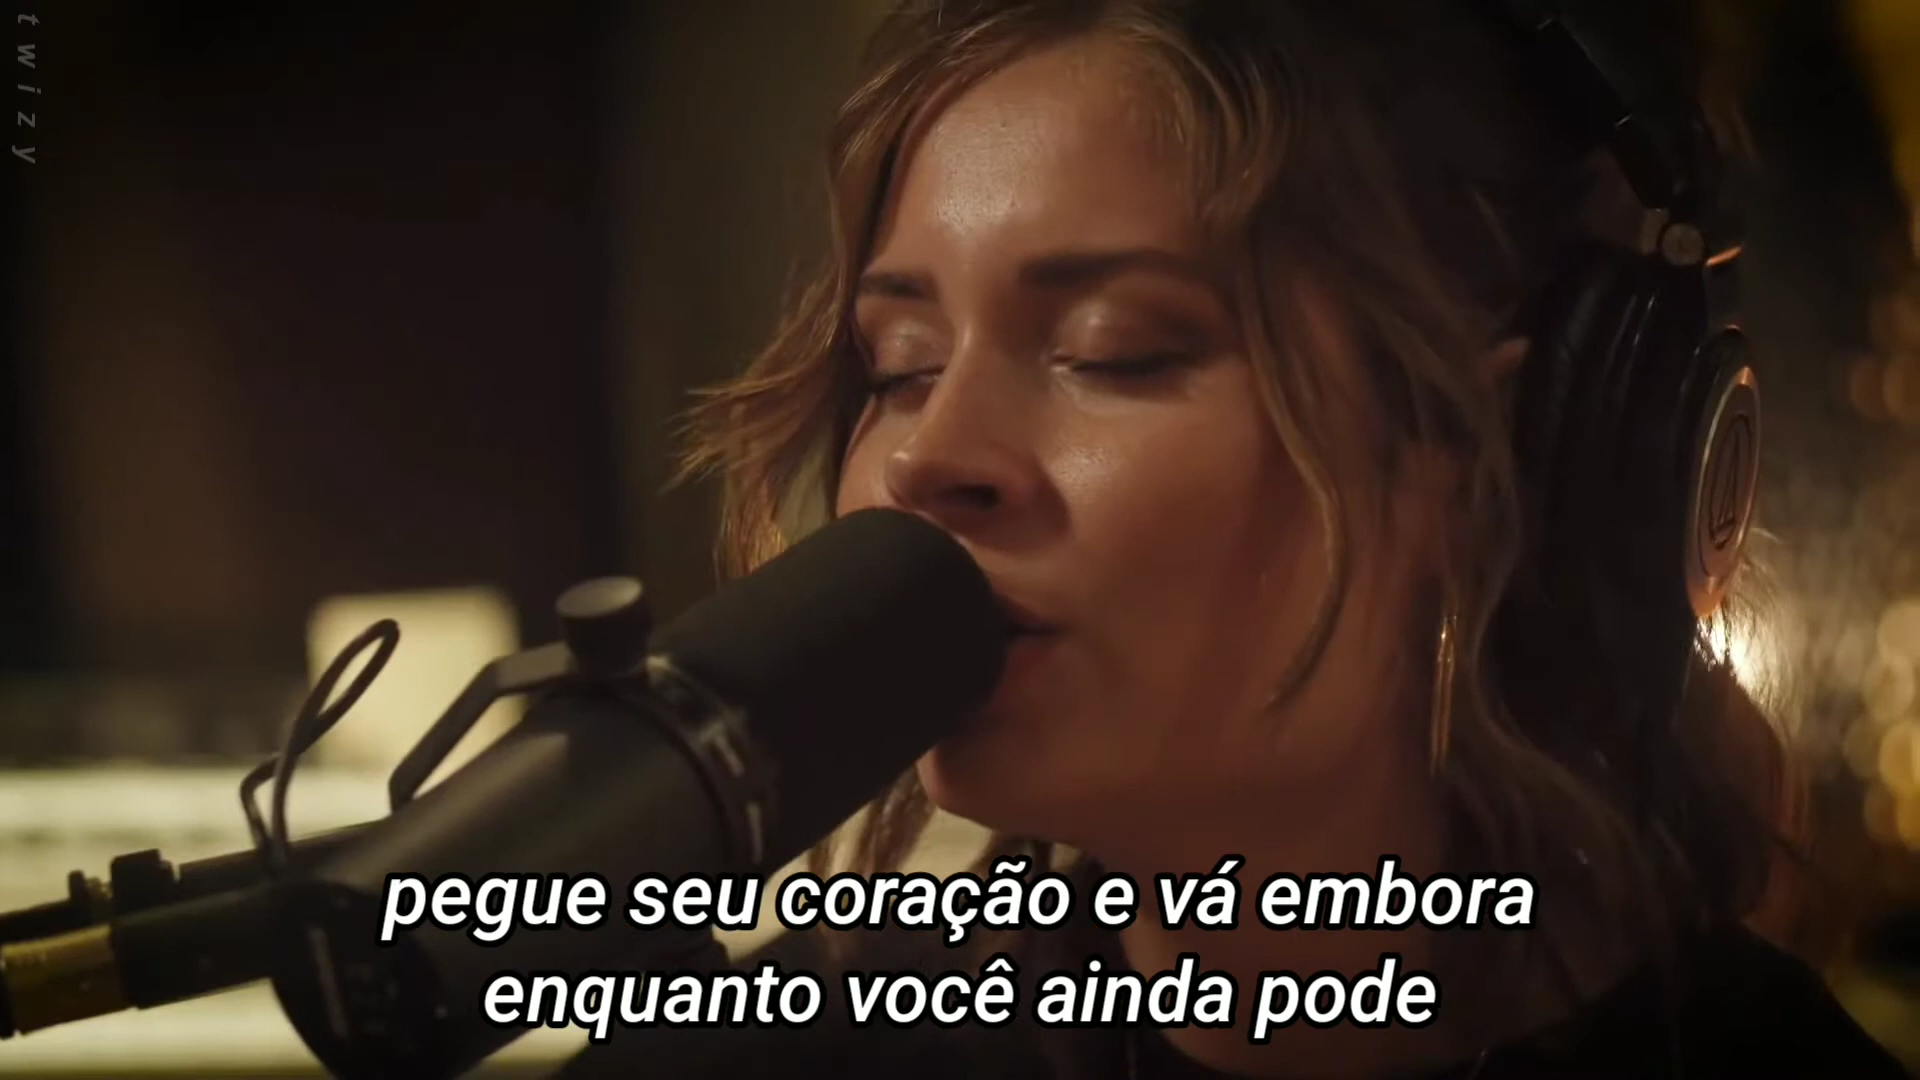 twizy
pegue seu coração e vá embora
enquanto você ainda pode